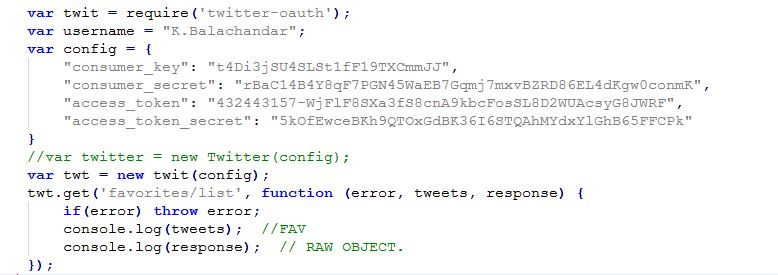 var twit = require('twitter-oauth');
var username = "K.Balachandar";
var config = {
"consumer_key": "t4Di3jSU4SLSt1fF19TXCmmJJ",
"consumer_secret": "rBaC14B4Y8qF7PGN45WaEB7Gqmj7mxvBZRD86EL4dKgw0conmK",
"access_token": "432443157-WjFlF8SXa3fS8cnA9kbcFosSL8D2WUAcsyG8JWRF",
"access_token_secret": "5kOfEwceBKh9QTOxGdBK36I6STQAhMYdxYlGhB65FFCPk"
}
//var twitter = new Twitter(config);
var twt = new twit(config);
twt.get('favorites/list', function (error, tweets, response) {
if(error) throw error;
console.log(tweets);  //FAV
console.log(response);  // RAW OBJECT.
});